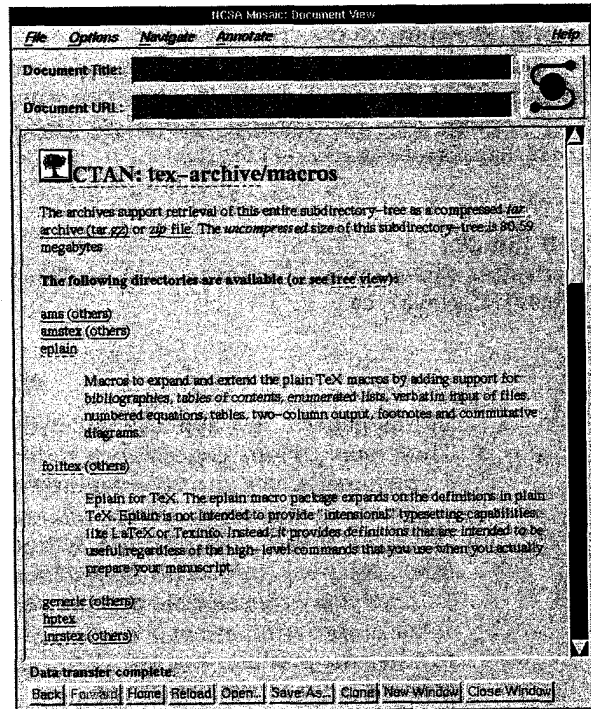 NCSA Mosaic: Document View
File Options Navigate Annotate Help
Document Title:
Document URL:
CTAN: tex-archive/macros
The archives support retrieval of this entire subdirectory-tree as a compressed tar
archive (tar.gz) or zip file. The uncompressed size of this subdirectory-tree is 80.59
megabytes
The following directories are available (or see tree view):
ams (others)
amstex (others)
eplain
Macros to expand and extend the plain TeX macros by adding support for
bibliographies, tables of contents, enumerated lists, verbatim input of files,
numbered equations, tables, two-column output, footnotes and commutative
diagrams.
foiltex (others)
Eplain for TeX. The eplain macro package expands on the definitions in plain
TeX. Eplain is not intended to provide "intensional" typesetting capabilities,
like LaTeX or Texinfo. Instead, it provides definitions that are intended to be
useful regardless of the high-level commands that you use when you actually
prepare your manuscript.
generic (others)
hptex
inrstex (others)
Data transfer complete.
Back Forward Home Reload Open... Save As... Clone New Window Close Window